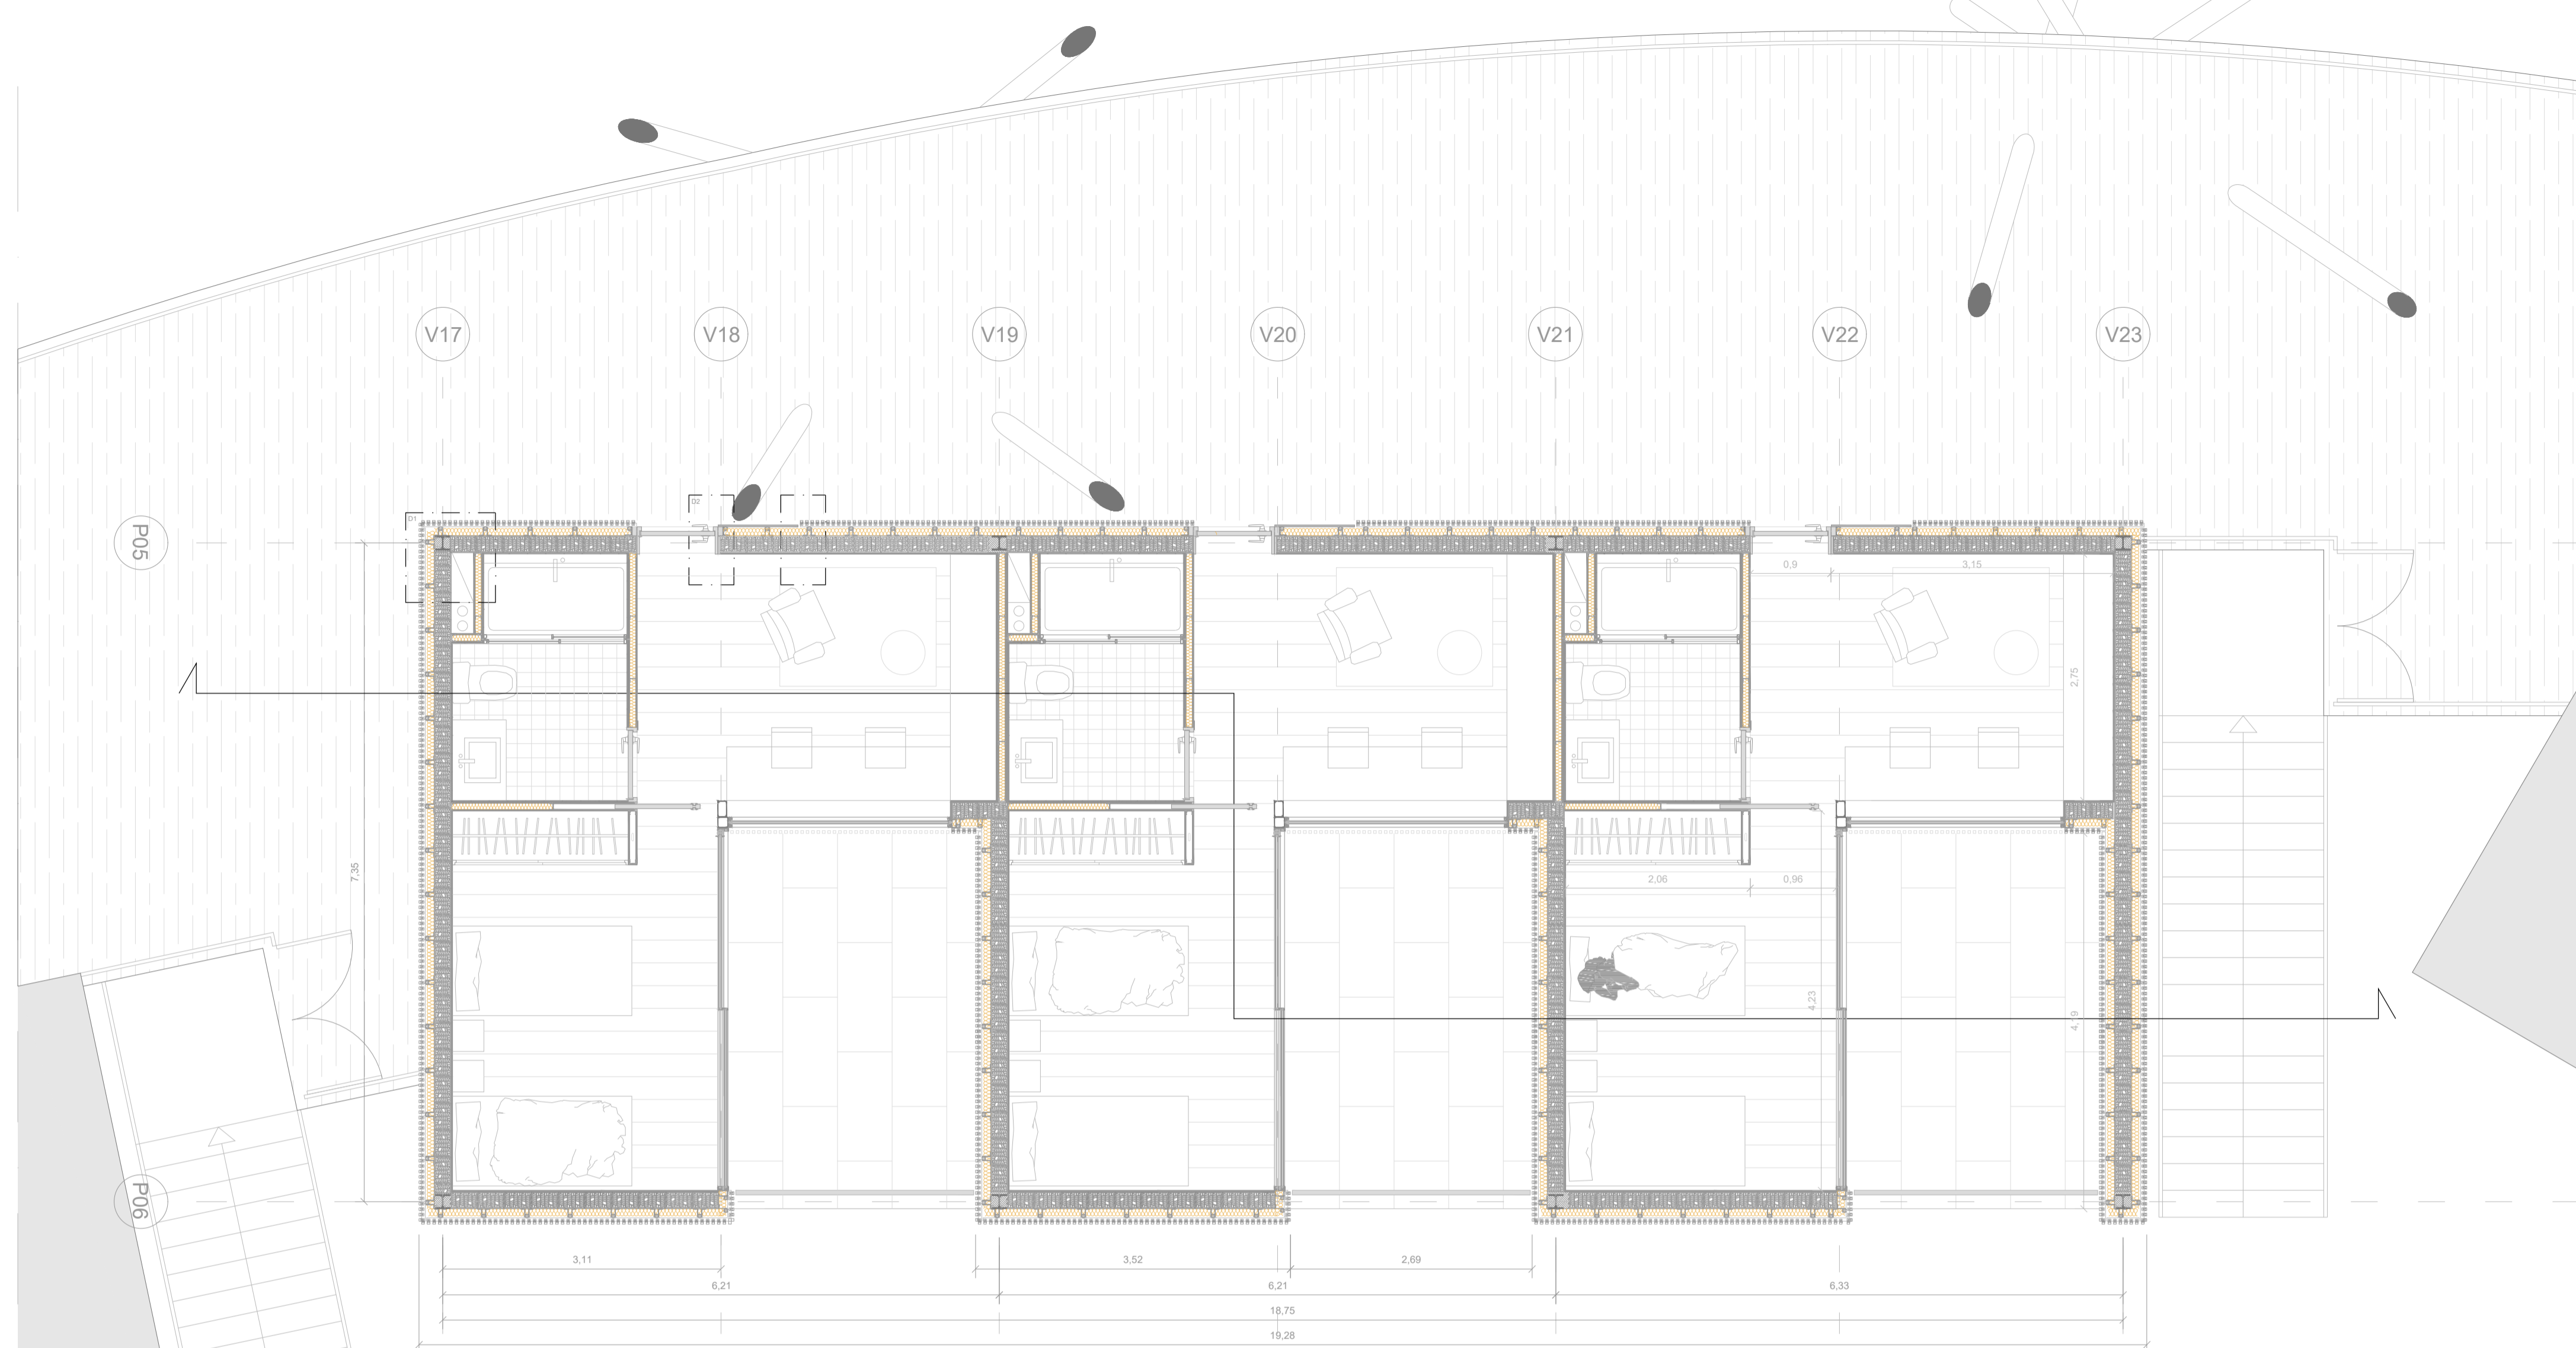 V17
V18
V19
V20
V21
V22
V23
P05
D1
D2
0,9
3,15
2,75
7,35
2,06
0,96
4,23
4,19
P06
3,11
3,52
2,69
6,21
6,21
6,33
18,75
19,28